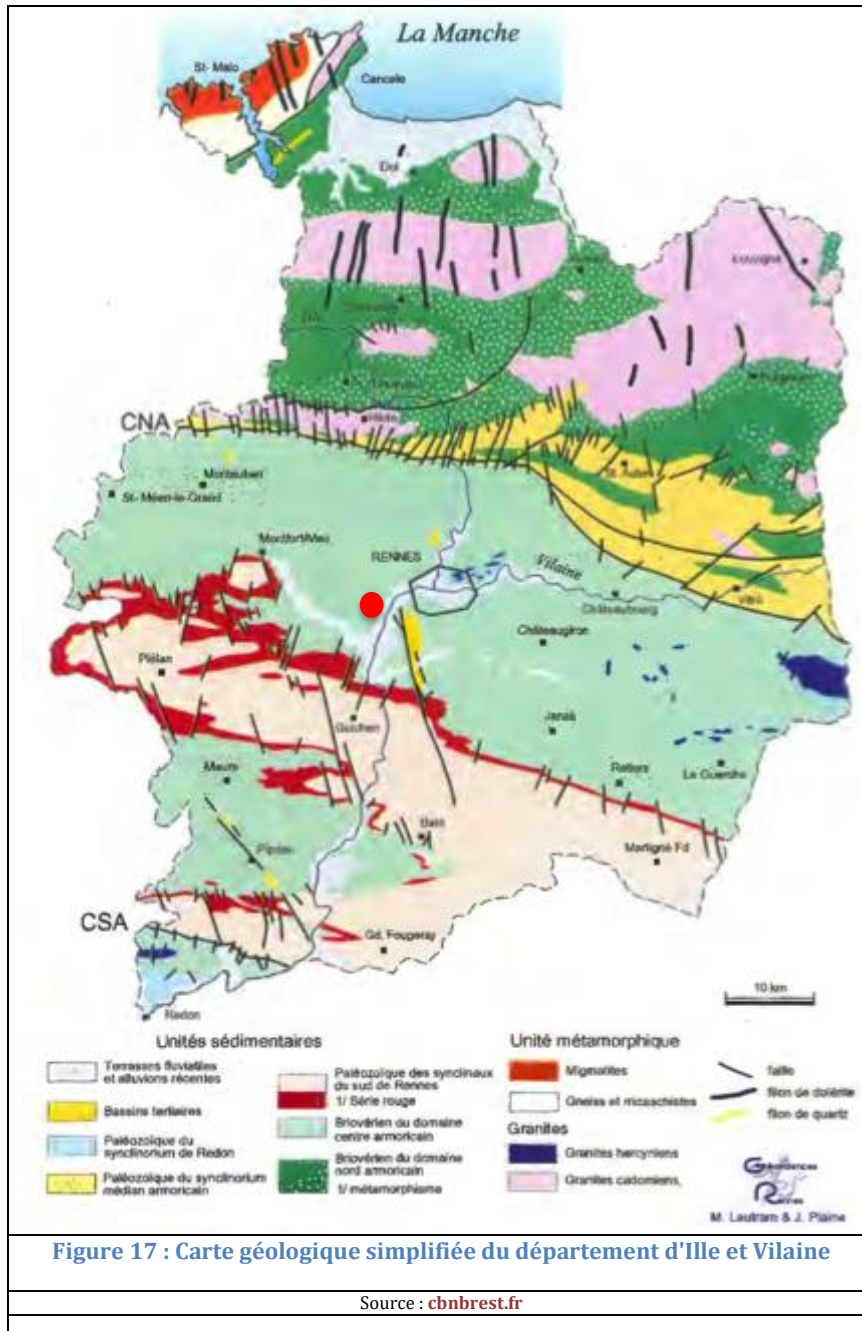 La Manche
St- Malo
Cancale
Dol
Louvigné
CNA
Montauban
St- Méen-le-Grand
Montfort/Meu
RENNES
Vilaine
Châteaubourg
Vitré
Châteaugiron
Plélan
Guichen
Janzé
Maure
Retiers
La Guerche
Bain
Pipriac
Martigné Fd
CSA
Gd. Fougeray
Redon
10 km
Unités sédimentaires
Terrasses fluviatiles
et alluvions récentes
Bassins tertiaires
Paléozoïque du
synclinorium de Redon
Paléozoïque du synclinorium
médian armoricain
Paléozoïque des synclinaux
du sud de Rennes
1/ Série rouge
Briovérien du domaine
centre armoricain
Briovérien du domaine
nord armoricain
1/ métamorphisme
Unité métamorphique
Migmatites
Gneiss et micaschistes
Granites
Granites hercyniens
Granites cadomiens,
faille
filon de dolérite
filon de quartz
Rennes
M. Lautram & J. Plaine
Figure 17 : Carte géologique simplifiée du département d'Ille et Vilaine
Source : cbnbrest.fr